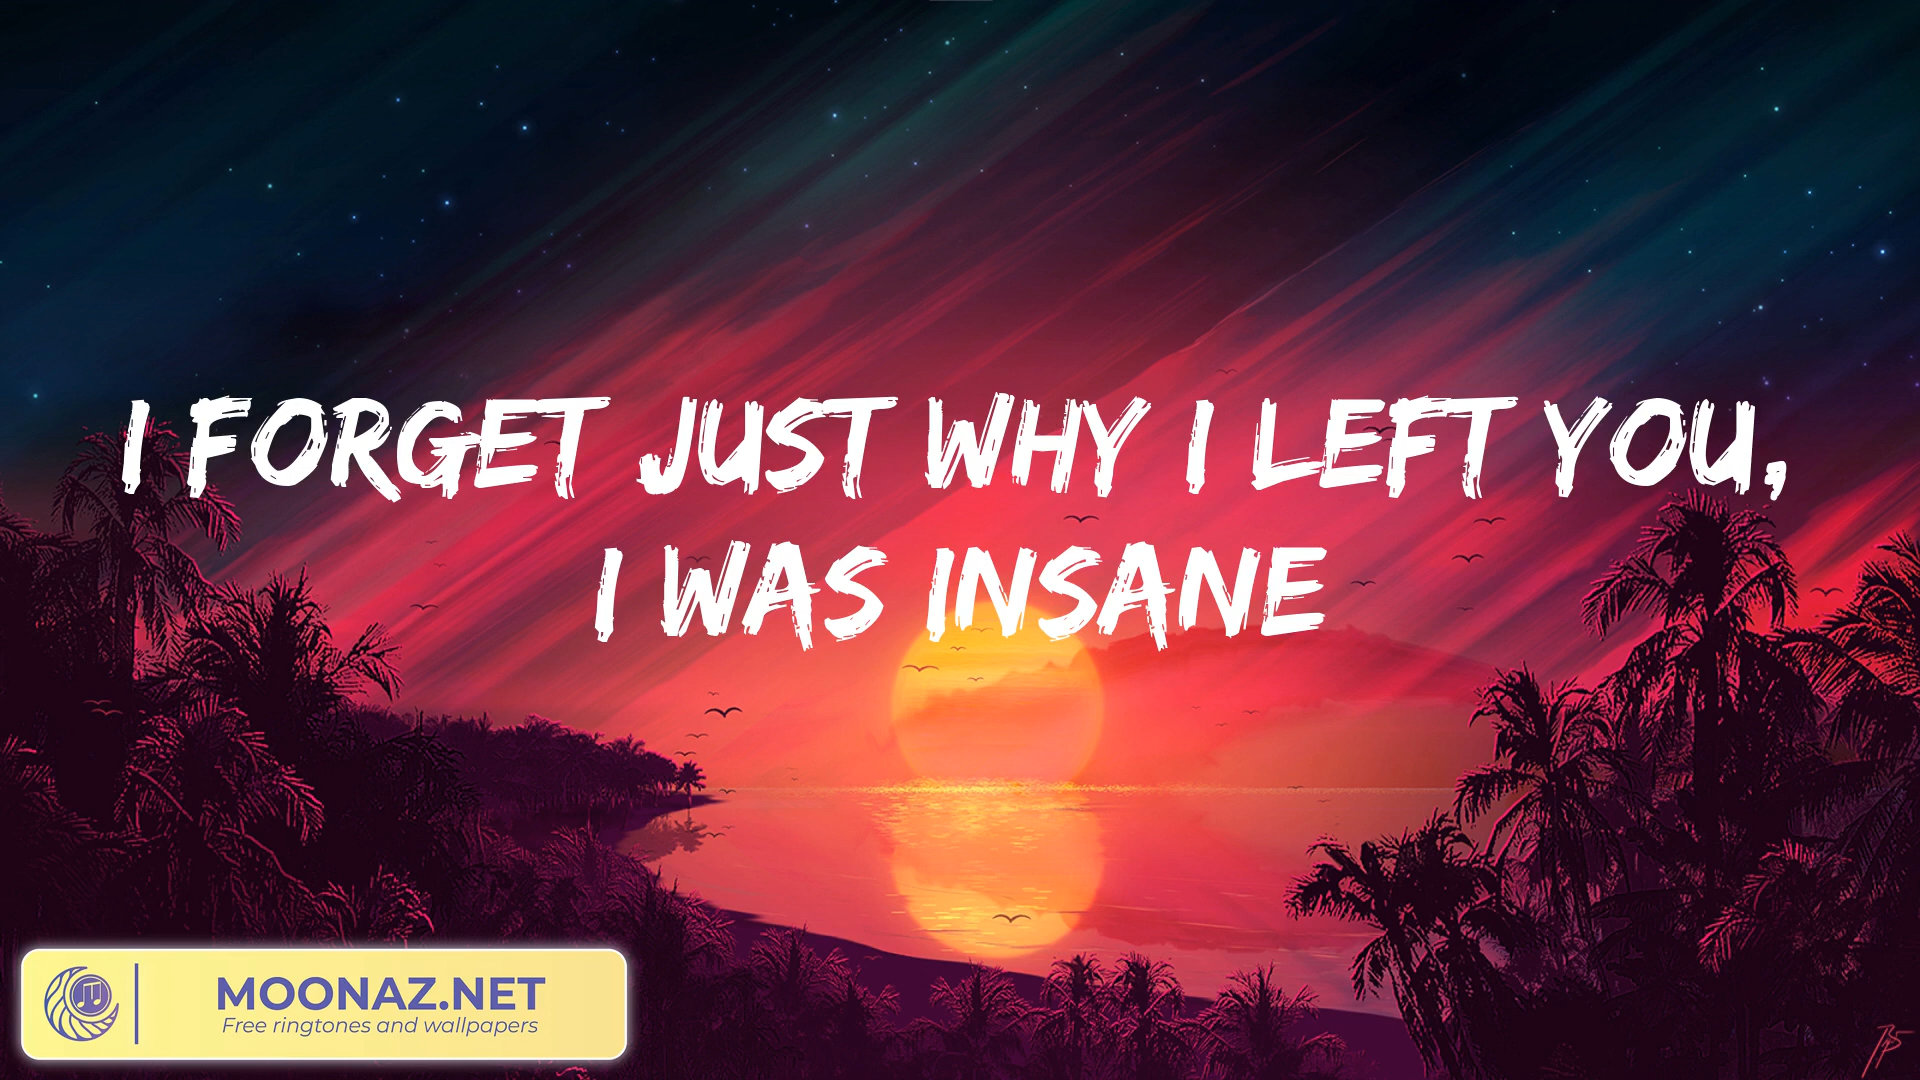 I FORGET JUST WHY I LEFT YOU,
I WAS INSANE
MOONAZ.NET
Free ringtones and wallpapers